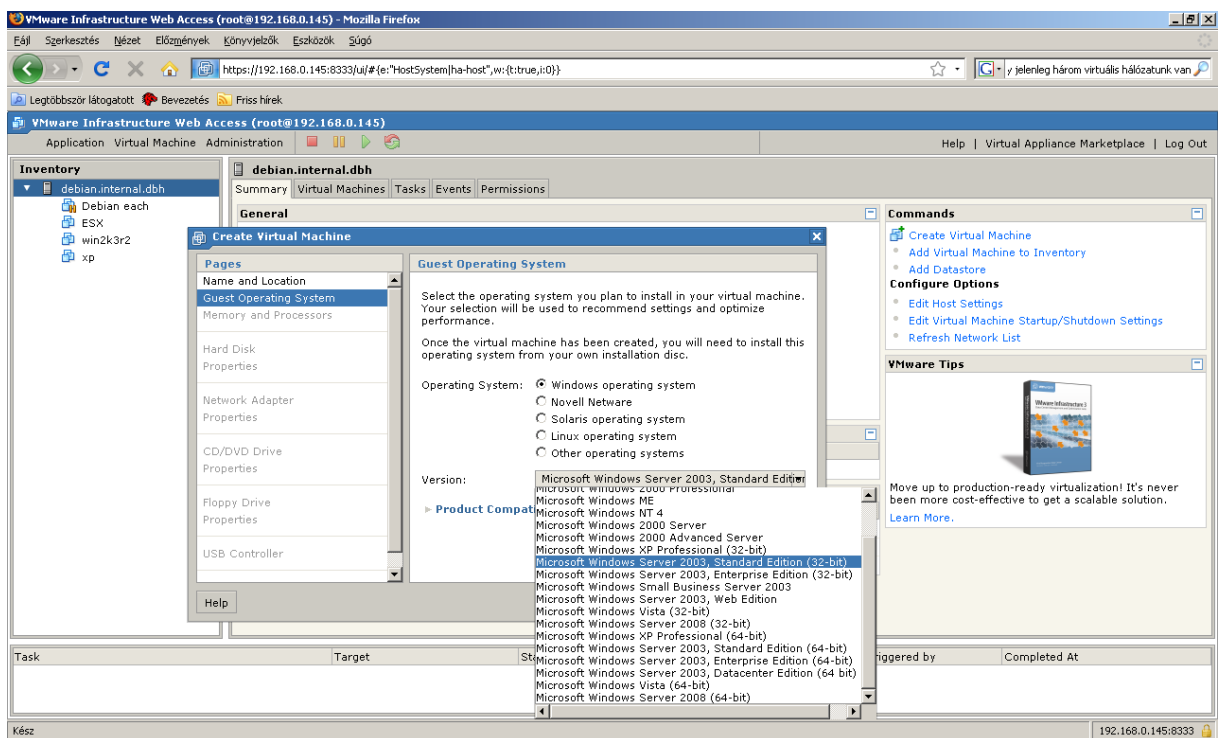 VMware Infrastructure Web Access (root@192.168.0.145) - Mozilla Firefox
Fájl Szerkesztés Nézet Előzmények Könyvjelzők Eszközök Súgó
https://192.168.0.145:8333/ui/#{e:"HostSystem|ha-host",w:{t:true,i:0}}
y jelenleg három virtuális hálózatunk van
Legtöbbször látogatott Bevezetés Friss hírek
VMware Infrastructure Web Access (root@192.168.0.145)
Application Virtual Machine Administration
Help | Virtual Appliance Marketplace | Log Out
Inventory
debian.internal.dbh
Debian each
ESX
win2k3r2
xp
debian.internal.dbh
Summary Virtual Machines Tasks Events Permissions
General
Create Virtual Machine
Pages
Name and Location
Guest Operating System
Memory and Processors
Hard Disk
Properties
Network Adapter
Properties
CD/DVD Drive
Properties
Floppy Drive
Properties
USB Controller
Help
Guest Operating System
Select the operating system you plan to install in your virtual machine.
Your selection will be used to recommend settings and optimize
performance.
Once the virtual machine has been created, you will need to install this
operating system from your own installation disc.
Operating System:
Windows operating system
Novell Netware
Solaris operating system
Linux operating system
Other operating systems
Version:
Microsoft Windows Server 2003, Standard Edition
Product Compati
Microsoft Windows 2000 Professional
Microsoft Windows ME
Microsoft Windows NT 4
Microsoft Windows 2000 Server
Microsoft Windows 2000 Advanced Server
Microsoft Windows XP Professional (32-bit)
Microsoft Windows Server 2003, Standard Edition (32-bit)
Microsoft Windows Server 2003, Enterprise Edition (32-bit)
Microsoft Windows Small Business Server 2003
Microsoft Windows Server 2003, Web Edition
Microsoft Windows Vista (32-bit)
Microsoft Windows Server 2008 (32-bit)
Microsoft Windows XP Professional (64-bit)
Microsoft Windows Server 2003, Standard Edition (64-bit)
Microsoft Windows Server 2003, Enterprise Edition (64-bit)
Microsoft Windows Server 2003, Datacenter Edition (64 bit)
Microsoft Windows Vista (64-bit)
Microsoft Windows Server 2008 (64-bit)
Commands
Create Virtual Machine
Add Virtual Machine to Inventory
Add Datastore
Configure Options
Edit Host Settings
Edit Virtual Machine Startup/Shutdown Settings
Refresh Network List
VMware Tips
VMware Infrastructure 3
Move up to production-ready virtualization! It's never
been more cost-effective to get a scalable solution.
Learn More.
Task Target Sta iggered by Completed At
Kész
192.168.0.145:8333